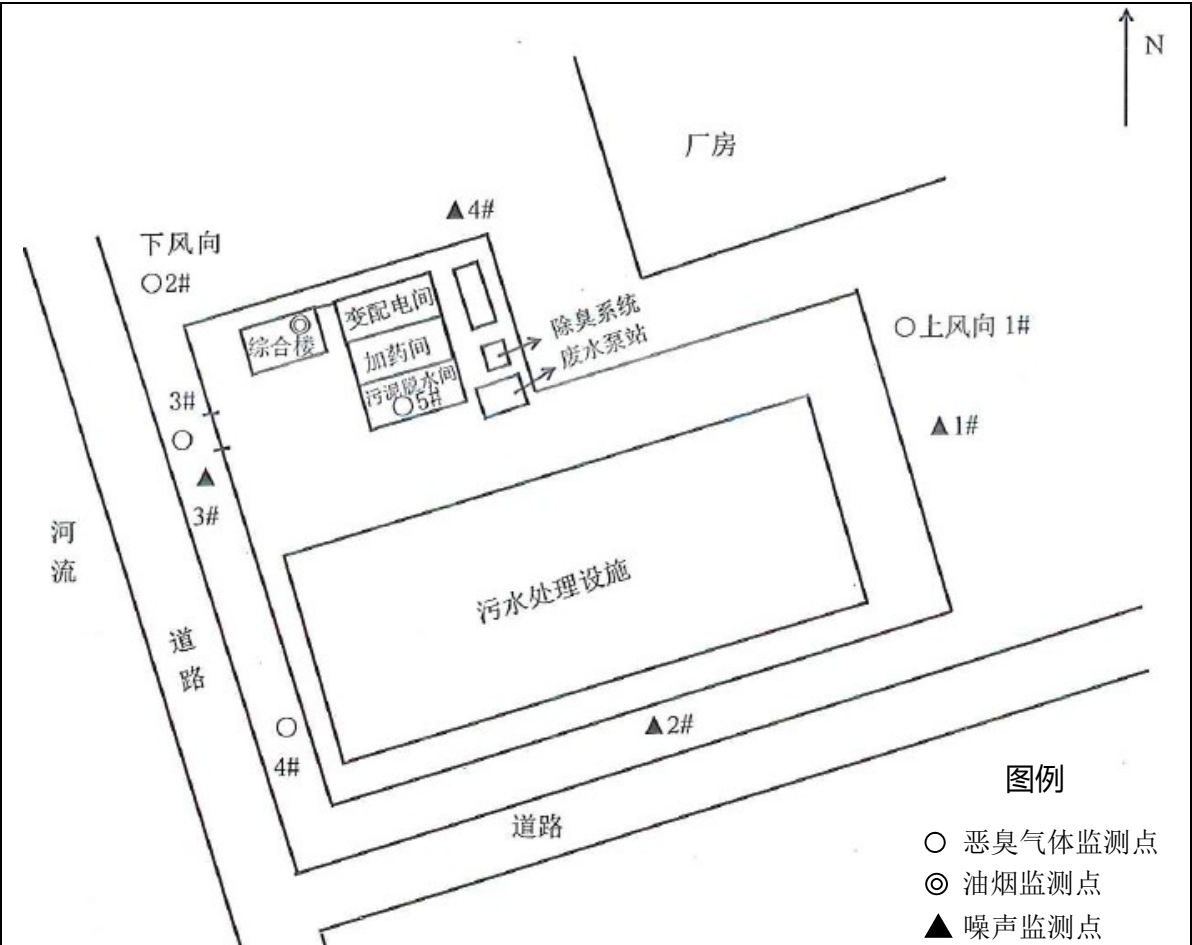 N
厂房
▲4#
下风向
○2#
变配电间
除臭系统
综合楼
废水泵站
○上风向 1#
加药间
污泥脱水间
○5#
3#
▲1#
3#
河流
污水处理设施
道路
▲2#
4#
图例
道路
○ 恶臭气体监测点
◎ 油烟监测点
▲ 噪声监测点